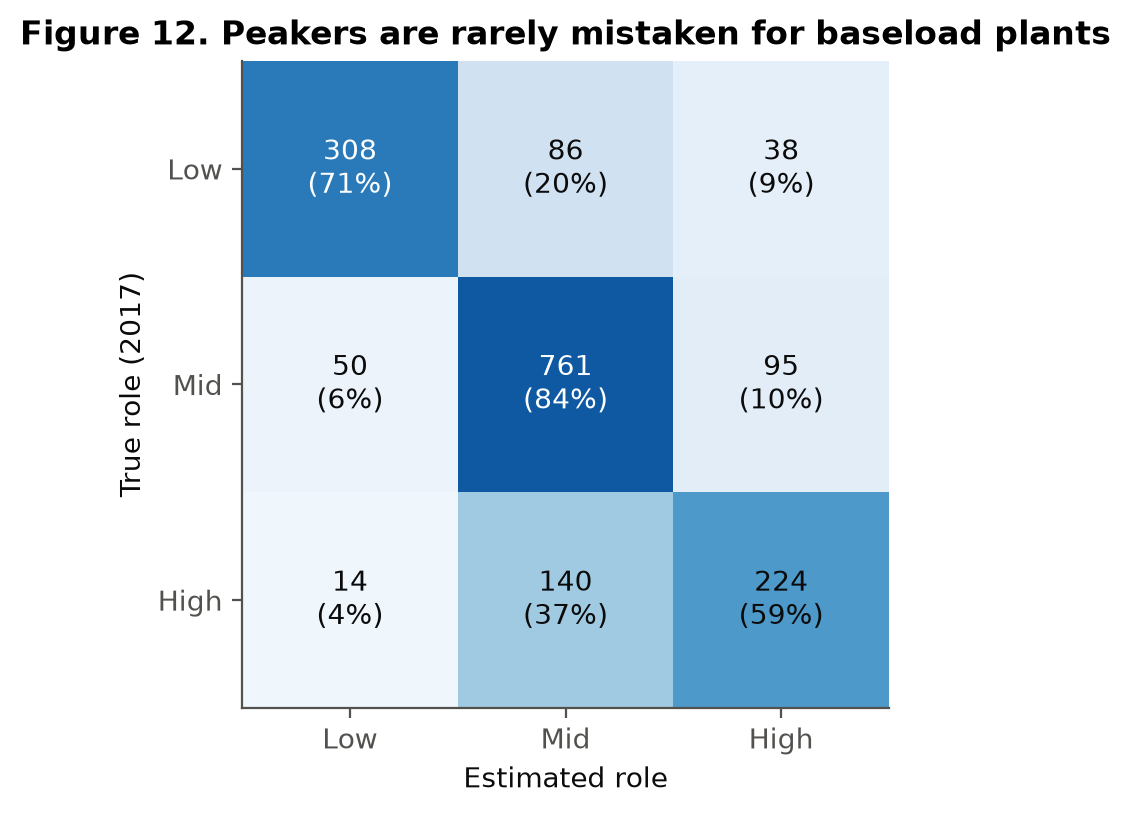 Figure 12. Peakers are rarely mistaken for baseload plants
True role (2017)
Low
308
(71%)
86
(20%)
38
(9%)
Mid
50
(6%)
761
(84%)
95
(10%)
High
14
(4%)
140
(37%)
224
(59%)
Low
Mid
High
Estimated role